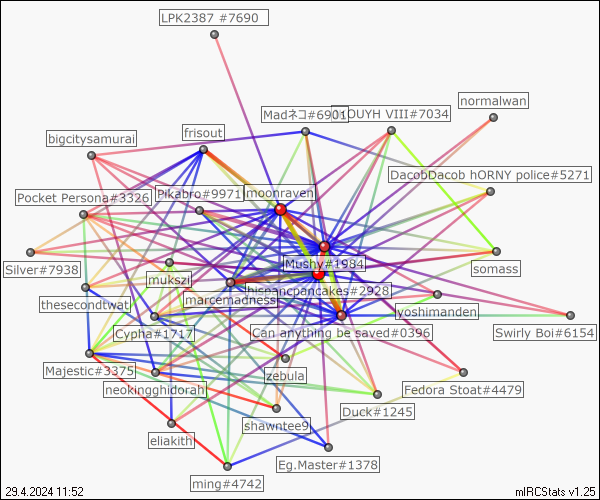 LPK2387 #7690
normalwan
Madネコ#6901
OUYH VIII#7034
frisout
bigcitysamurai
DacobDacob hORNY police#5271
Pikabro#9971
moonraven
Pocket Persona#3326
Mushy#1984
somass
Silver#7938
mukszi
hispancpancakes#2928
marcemadness
thesecondtwat
yoshimanden
Cypha#1717
Can anything be saved#0396
Swirly Boi#6154
Majestic#3375
zebula
neokingghidorah
Fedora Stoat#4479
Duck#1245
shawntee9
eliakith
Eg.Master#1378
ming#4742
29.4.2024 11:52
mIRCStats v1.25